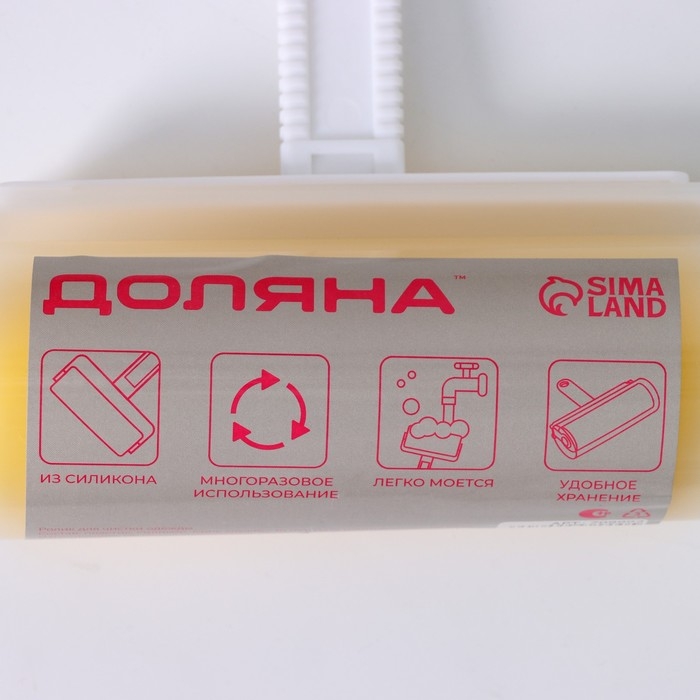 ДОЛЯНА™
SIMA
LAND
ИЗ СИЛИКОНА
МНОГОРАЗОВОЕ
ИСПОЛЬЗОВАНИЕ
ЛЕГКО МОЕТСЯ
УДОБНОЕ
ХРАНЕНИЕ